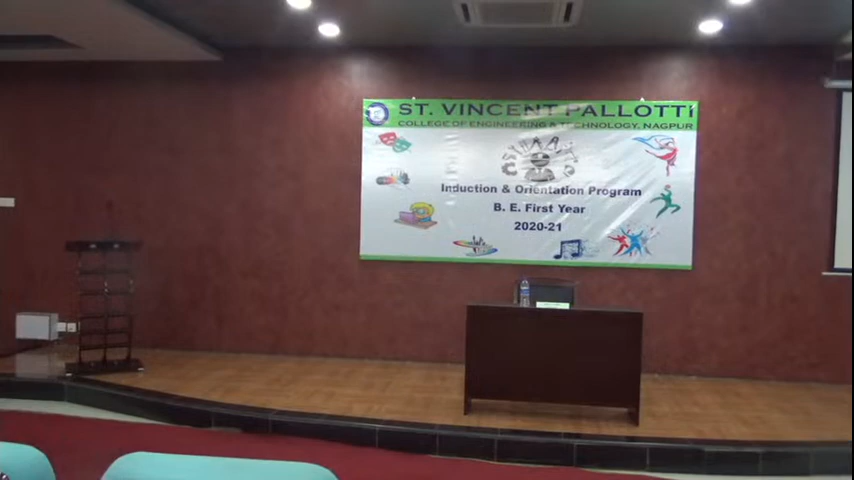 ST. VINCENT PALLOTTI
COLLEGE OF ENGINEERING & TECHNOLOGY, NAGPUR
Induction & Orientation Program
B. E. First Year
2020-21